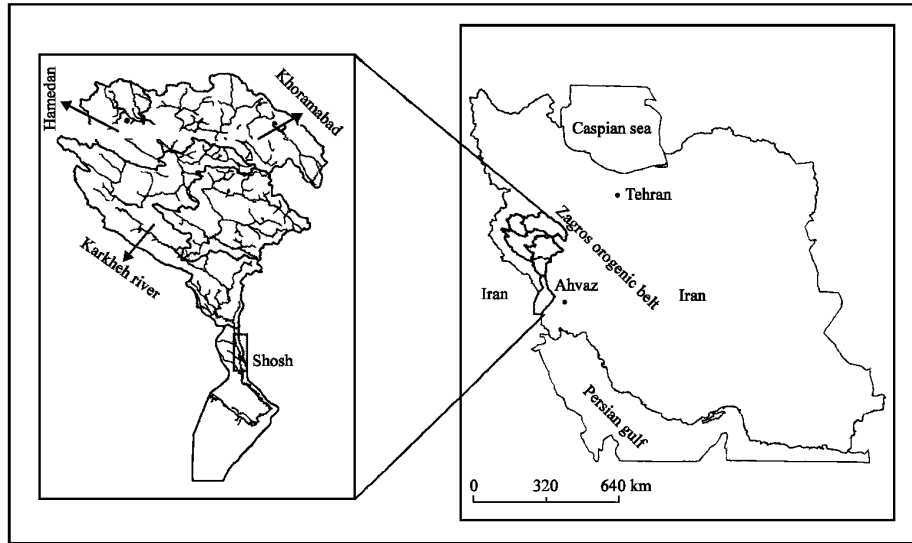 Hamedan
Khoramabad
Karkheh river
Shosh
Caspian sea
Tehran
Zagros orogenic belt
Ahvaz
Iran
Iran
Persian gulf
0 320 640 km